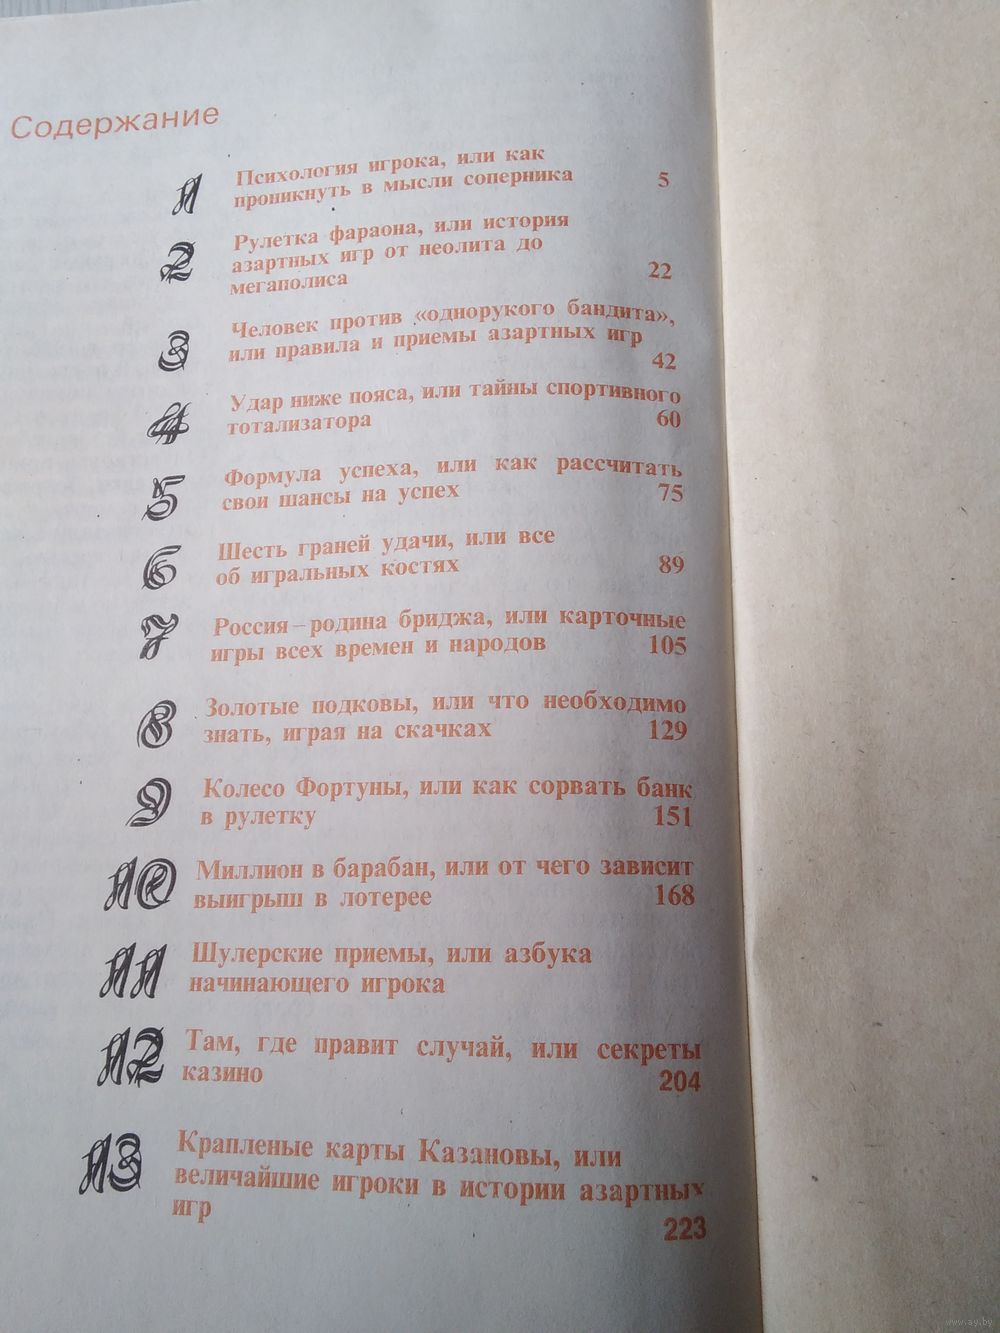 Содержание
1 Психология игрока, или как
проникнуть в мысли соперника 5
2 Рулетка фараона, или история
азартных игр от неолита до
мегаполиса 22
3 Человек против «однорукого бандита»,
или правила и приемы азартных игр
42
4 Удар ниже пояса, или тайны спортивного
тотализатора 60
5 Формула успеха, или как рассчитать
свои шансы на успех 75
6 Шесть граней удачи, или все
об игральных костях 89
7 Россия – родина бриджа, или карточные
игры всех времен и народов 105
8 Золотые подковы, или что необходимо
знать, играя на скачках 129
9 Колесо Фортуны, или как сорвать банк
в рулетку 151
10 Миллион в барабан, или от чего зависит
выигрыш в лотерее 168
11 Шулерские приемы, или азбука
начинающего игрока
12 Там, где правит случай, или секреты
казино 204
13 Крапленые карты Казановы, или
величайшие игроки в истории азартных
игр
223
www.ay.by